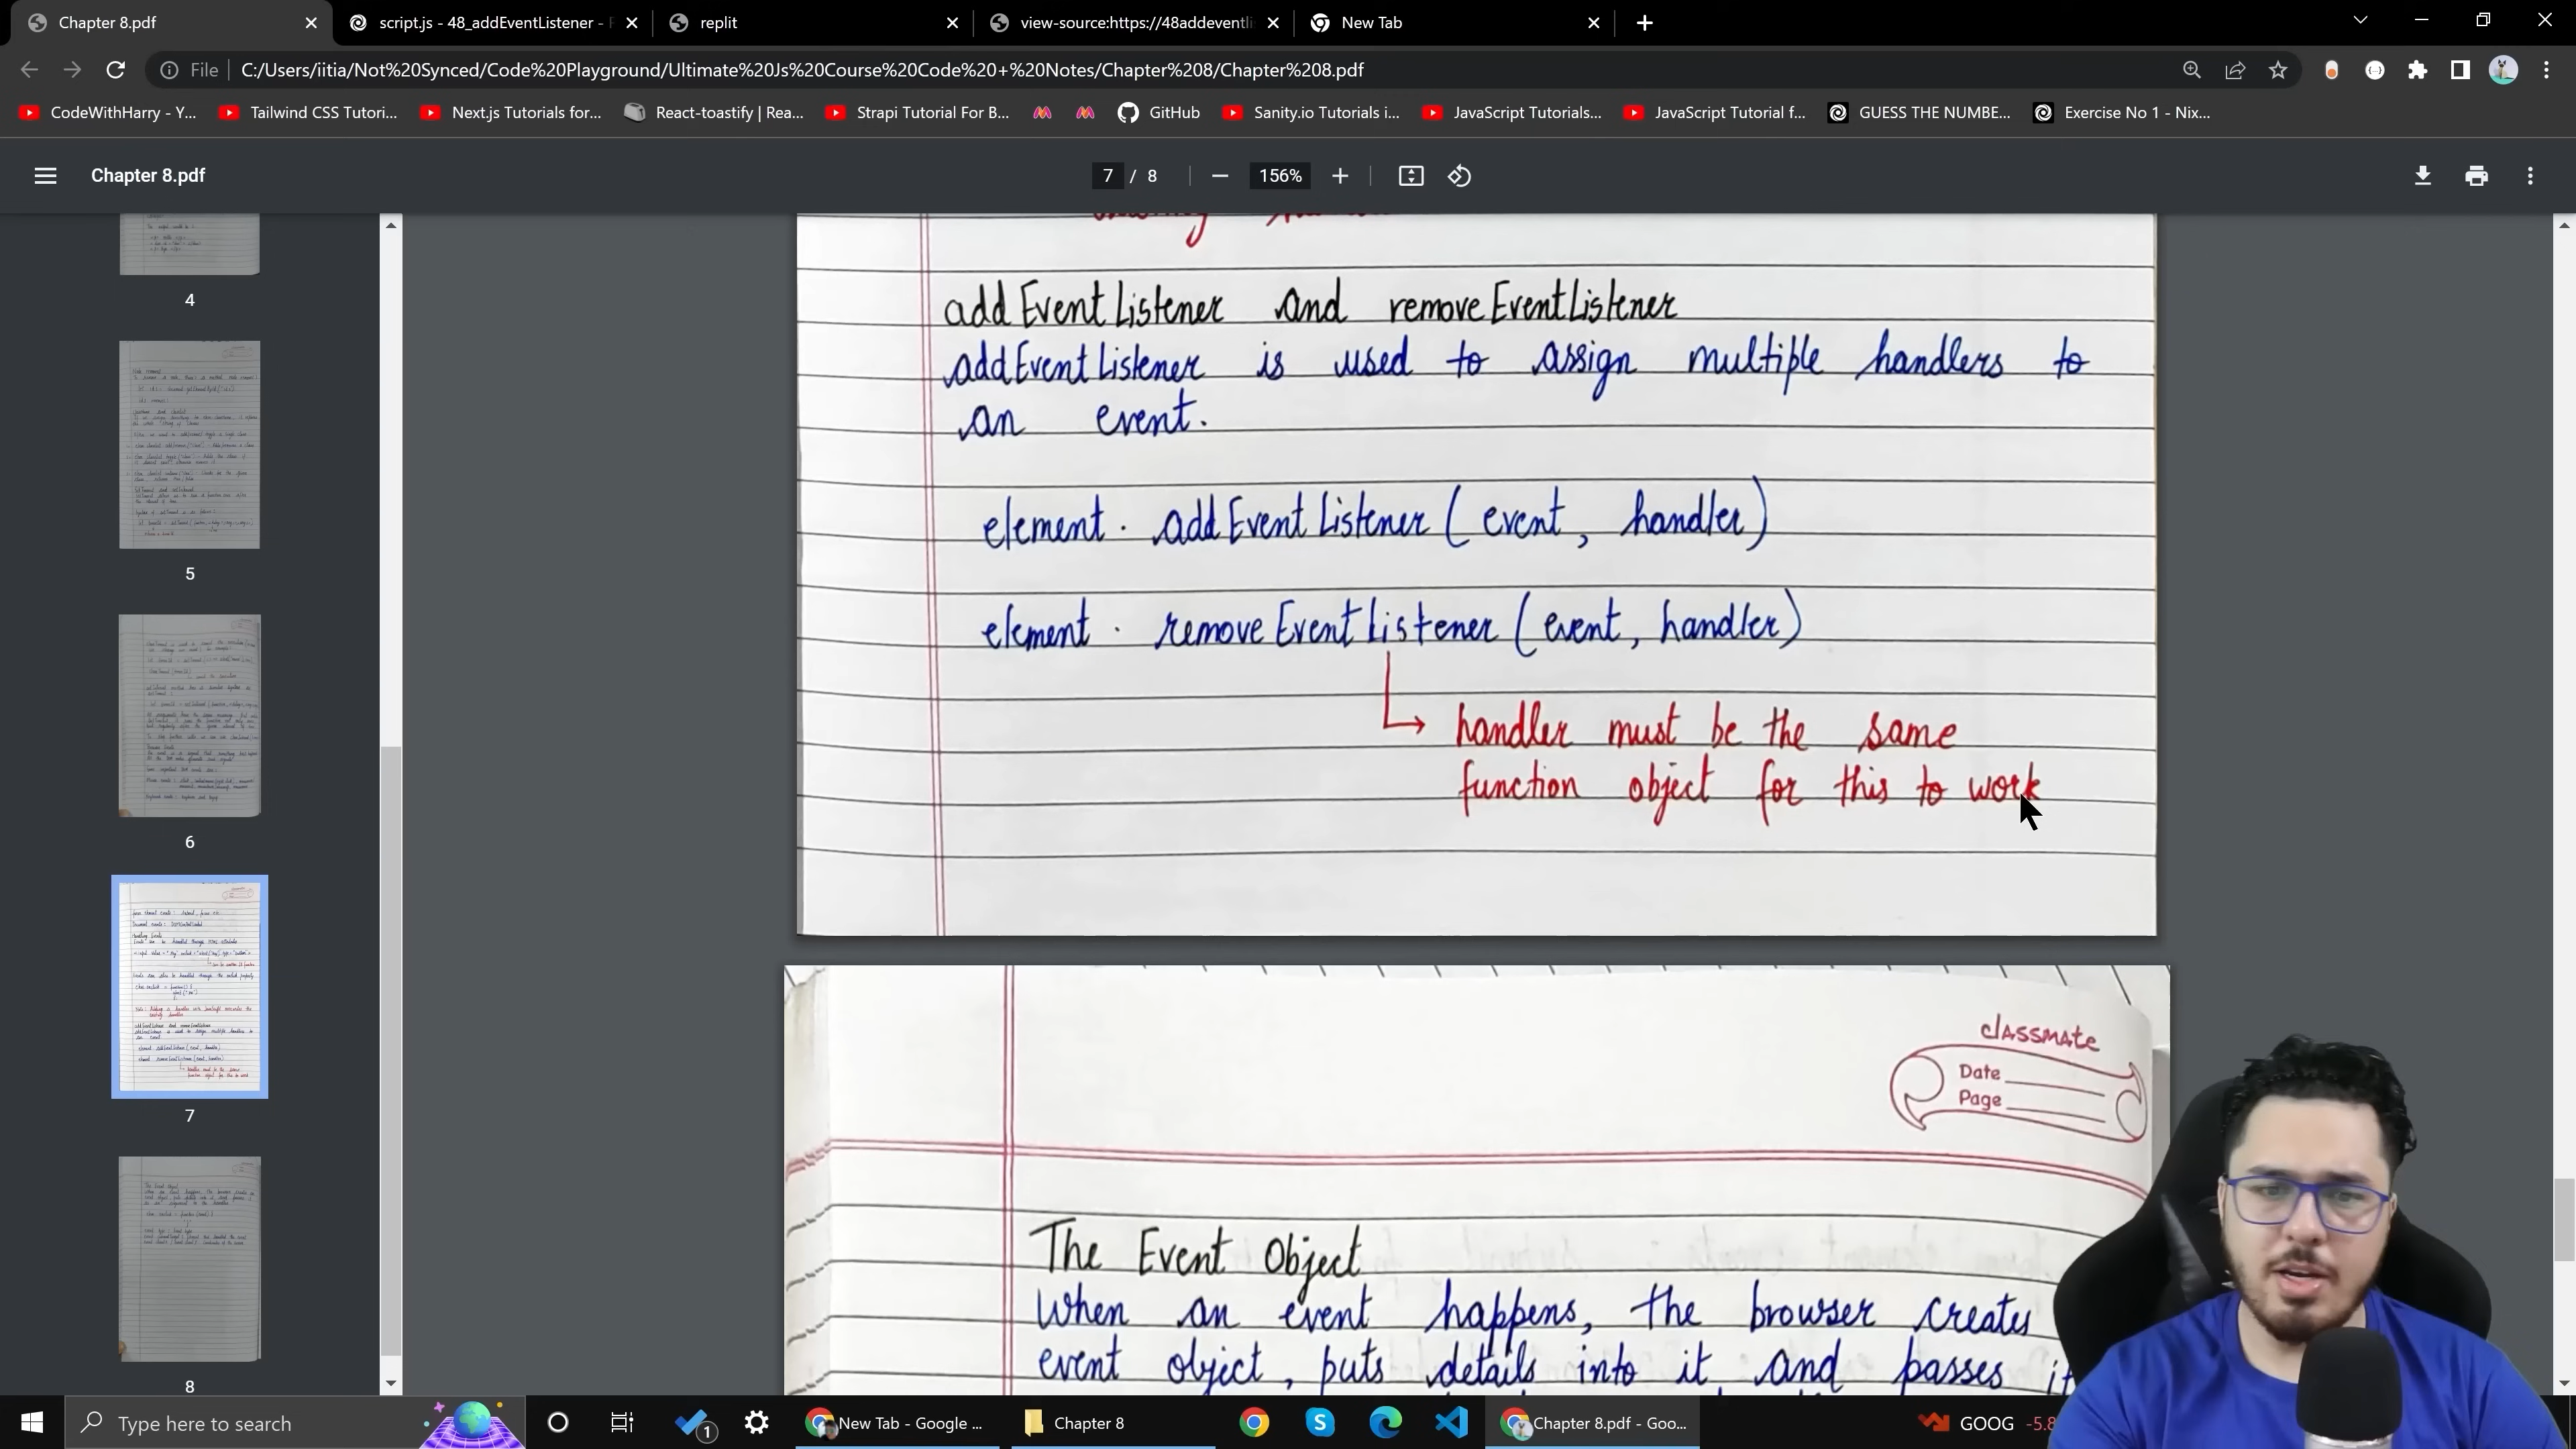 Chapter 8.pdf
script.js - 48_addEventListener -
replit
view-source:https://48addeventli
New Tab
File
C:/Users/iitia/Not%20Synced/Code%20Playground/Ultimate%20Js%20Course%20Code%20+%20Notes/Chapter%208/Chapter%208.pdf
CodeWithHarry - Y...
Tailwind CSS Tutori...
Next.js Tutorials for...
React-toastify | Rea...
Strapi Tutorial For B...
GitHub
Sanity.io Tutorials i...
JavaScript Tutorials...
JavaScript Tutorial f...
GUESS THE NUMBE...
Exercise No 1 - Nix...
Chapter 8.pdf
7 / 8
156%
4
5
6
7
8
addEventListener and removeEventListener
addEventListener is used to assign multiple handlers to
an event.
element. addEventListener (event, handler)
element. removeEventListener (event, handler)
handler must be the same
function object for this to work
classmate
Date
Page
The Event Object
When an event happens, the browser creates
event object, puts details into it and passes it
Type here to search
1
New Tab - Google ...
Chapter 8
Chapter 8.pdf - Goo...
GOOG -5.8